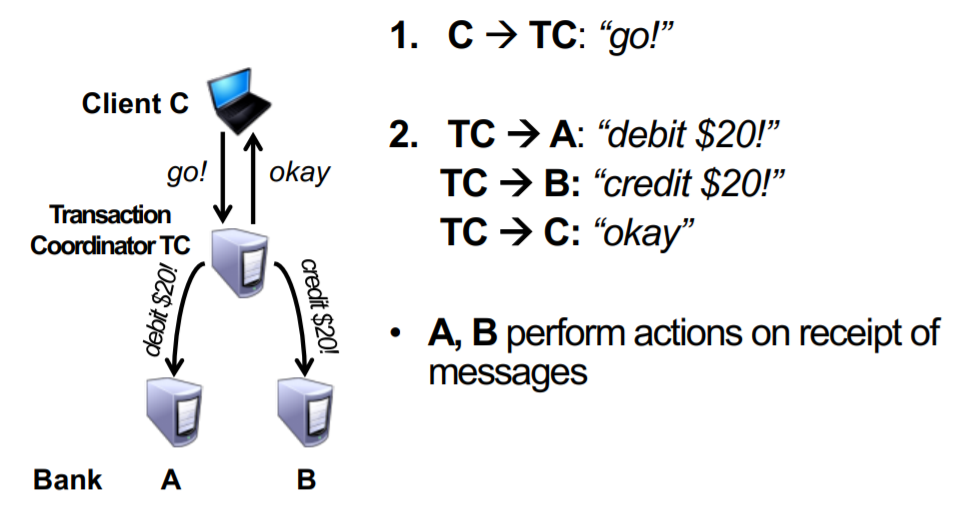 Client C
go!
okay
Transaction
Coordinator TC
debit $20!
credit $20!
Bank A B
1. C → TC: “go!”
2. TC → A: “debit $20!”
TC → B: “credit $20!”
TC → C: “okay”
• A, B perform actions on receipt of
messages